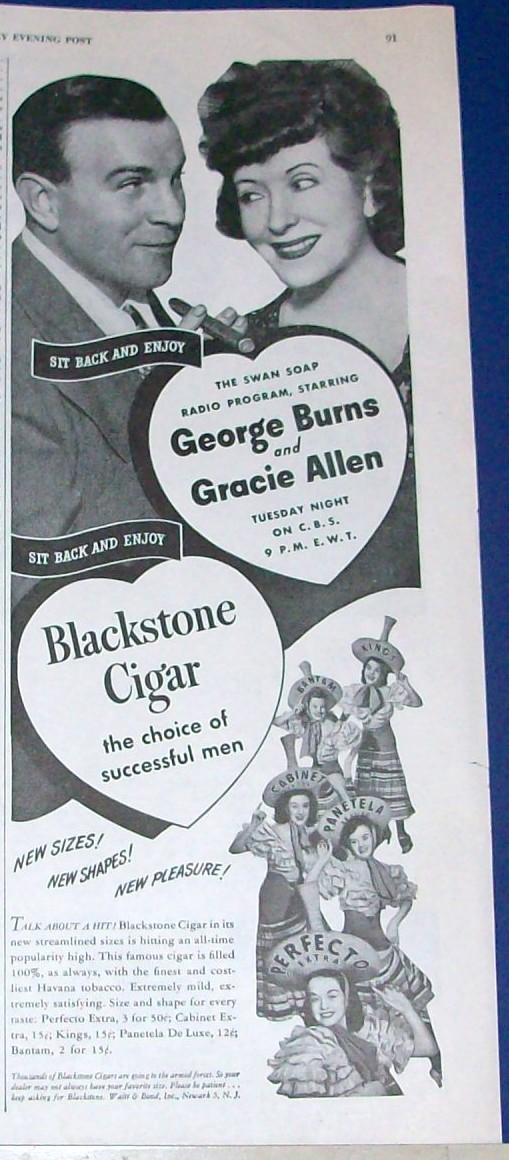 Y EVENING POST
91
SIT BACK AND ENJOY
THE SWAN SOAP
RADIO PROGRAM, STARRING
George Burns
and
Gracie Allen
TUESDAY NIGHT
ON C.B.S.
9 P.M. E.W.T.
SIT BACK AND ENJOY
Blackstone
Cigar
the choice of
successful men
KINGS
BANTAM
CABINET
PANETELA
PERFECTO
EXTRA
NEW SIZES!
NEW SHAPES!
NEW PLEASURE!
TALK ABOUT A HIT! Blackstone Cigar in its
new streamlined sizes is hitting an all-time
popularity high. This famous cigar is filled
100%, as always, with the finest and cost-
liest Havana tobacco. Extremely mild, ex-
tremely satisfying. Size and shape for every
taste: Perfecto Extra, 3 for 50¢; Cabinet Ex-
tra, 15¢; Kings, 15¢; Panetela De Luxe, 12¢;
Bantam, 2 for 15¢.
Thousands of Blackstone Cigars are going to the armed forces. So your
dealer may not always have your favorite size. Please be patient . . .
keep asking for Blackstone. Waitt & Bond, Inc., Newark 5, N. J.